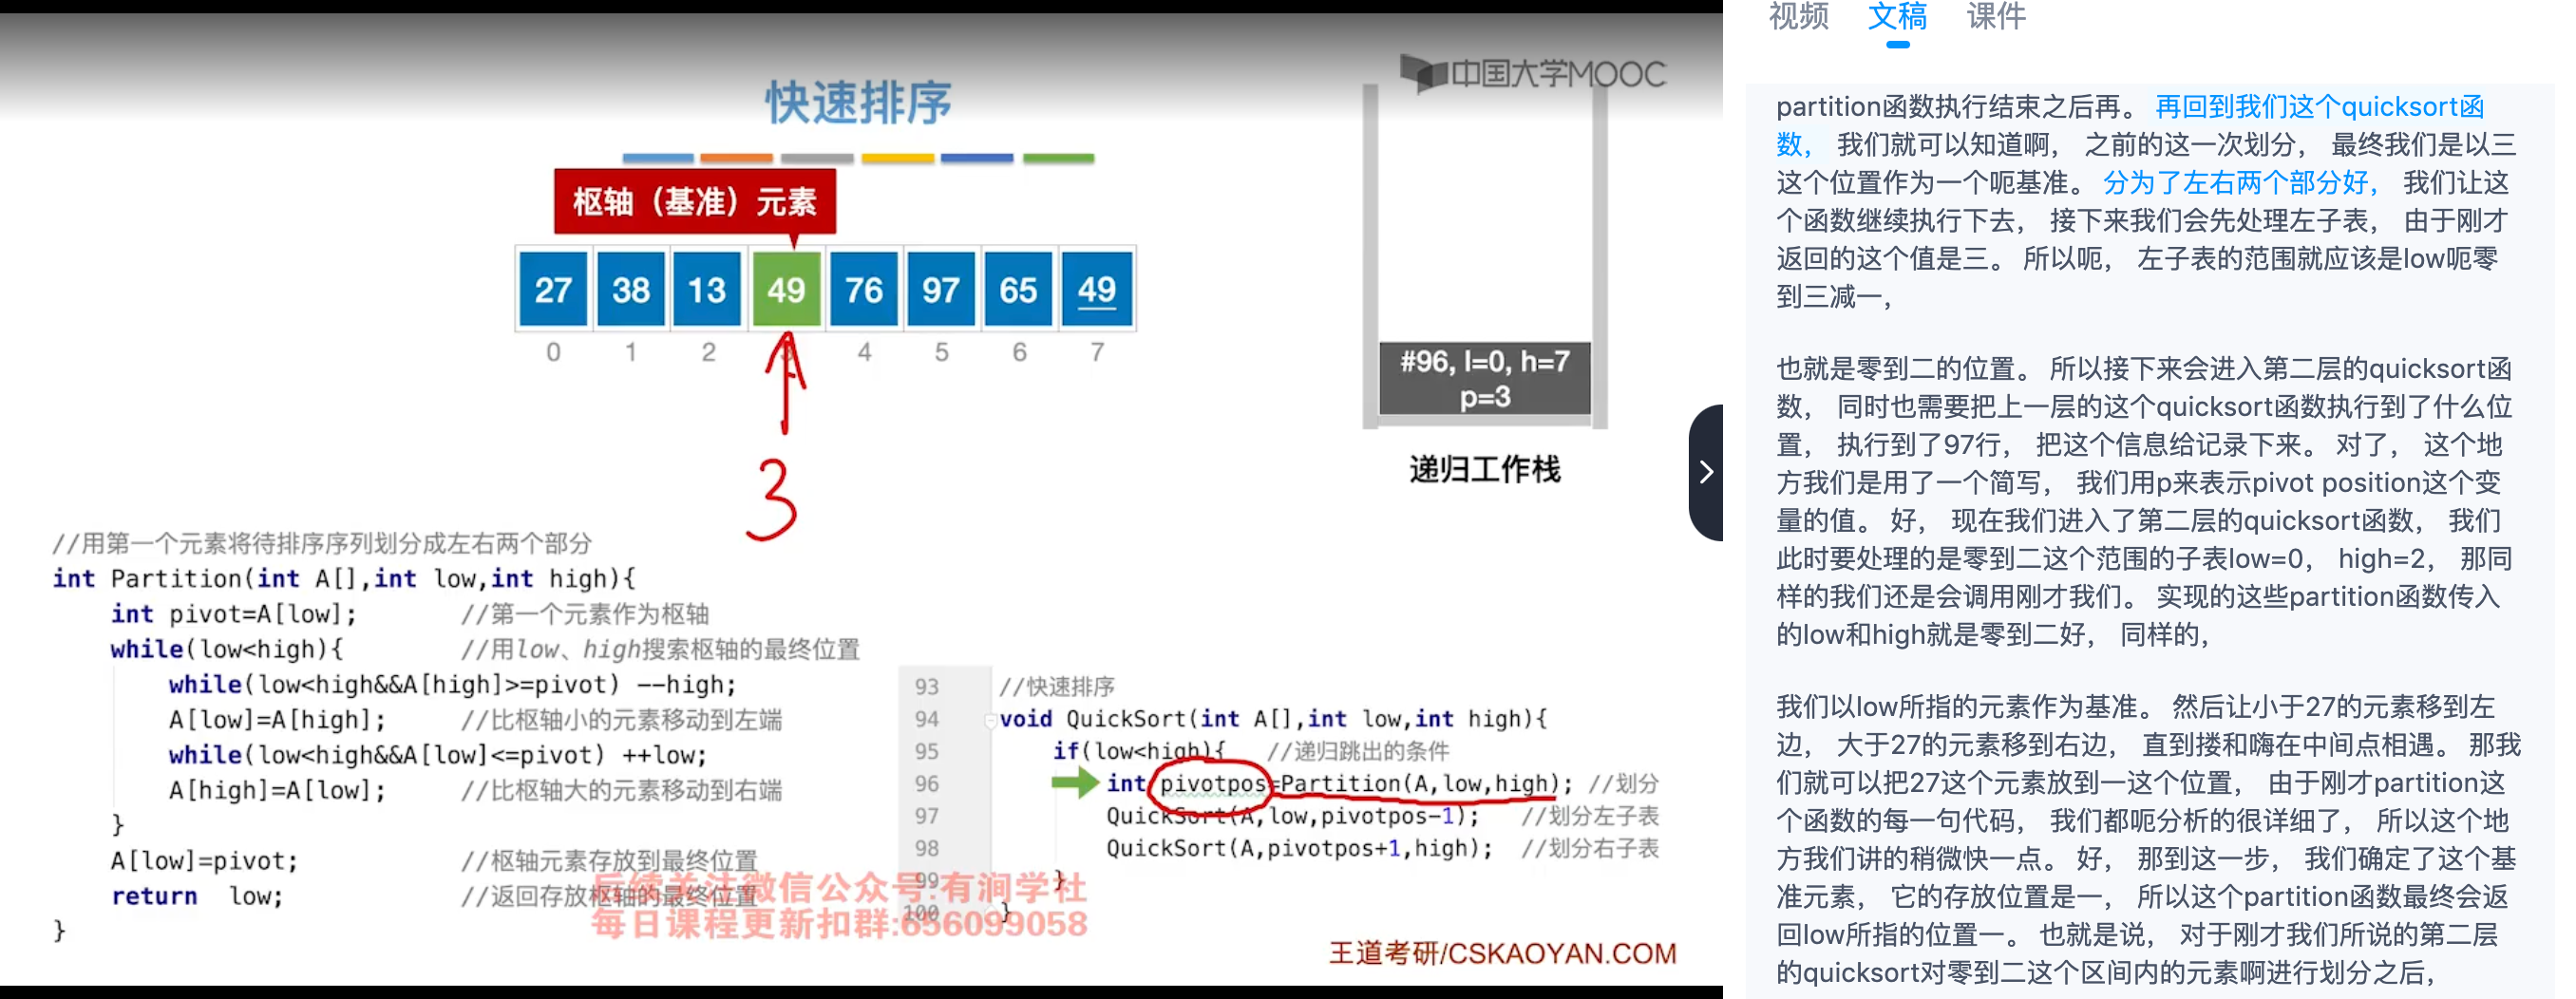 中国大学MOOC
快速排序
枢轴（基准）元素
27 38 13 49 76 97 65 49
0 1 2 3 4 5 6 7
3
#96, l=0, h=7
p=3
递归工作栈
//用第一个元素将待排序序列划分成左右两个部分
int Partition(int A[],int low,int high){
int pivot=A[low]; //第一个元素作为枢轴
while(low<high){ //用low、high搜索枢轴的最终位置
while(low<high&&A[high]>=pivot) --high;
A[low]=A[high]; //比枢轴小的元素移动到左端
while(low<high&&A[low]<=pivot) ++low;
A[high]=A[low]; //比枢轴大的元素移动到右端
}
A[low]=pivot; //枢轴元素存放到最终位置
return low; //返回存放枢轴的最终位置
}
93 //快速排序
94 void QuickSort(int A[],int low,int high){
95 if(low<high){ //递归跳出的条件
96 int pivotpos=Partition(A,low,high); //划分
97 QuickSort(A,low,pivotpos-1); //划分左子表
98 QuickSort(A,pivotpos+1,high); //划分右子表
99 }
100 }
后续关注微信公众号:有涧学社
每日课程更新扣群:656099058
王道考研/CSKAOYAN.COM
视频 文稿 课件
partition函数执行结束之后再。 再回到我们这个quicksort函
数， 我们就可以知道啊， 之前的这一次划分， 最终我们是以三
这个位置作为一个呃基准。 分为了左右两个部分好， 我们让这
个函数继续执行下去， 接下来我们会先处理左子表， 由于刚才
返回的这个值是三。 所以呃， 左子表的范围就应该是low呃零
到三减一，
也就是零到二的位置。 所以接下来会进入第二层的quicksort函
数， 同时也需要把上一层的这个quicksort函数执行到了什么位
置， 执行到了97行， 把这个信息给记录下来。 对了， 这个地
方我们是用了一个简写， 我们用p来表示pivot position这个变
量的值。 好， 现在我们进入了第二层的quicksort函数， 我们
此时要处理的是零到二这个范围的子表low=0， high=2， 那同
样的我们还是会调用刚才我们。 实现的这些partition函数传入
的low和high就是零到二好， 同样的，
我们以low所指的元素作为基准。 然后让小于27的元素移到左
边， 大于27的元素移到右边， 直到搂和嗨在中间点相遇。 那我
们就可以把27这个元素放到一这个位置， 由于刚才partition这
个函数的每一句代码， 我们都呃分析的很详细了， 所以这个地
方我们讲的稍微快一点。 好， 那到这一步， 我们确定了这个基
准元素， 它的存放位置是一， 所以这个partition函数最终会返
回low所指的位置一。 也就是说， 对于刚才我们所说的第二层
的quicksort对零到二这个区间内的元素啊进行划分之后，